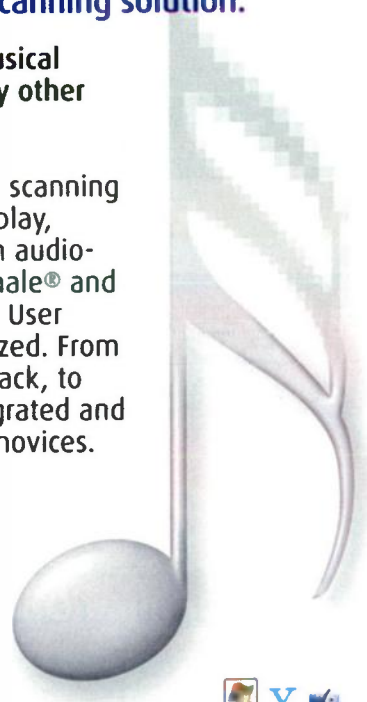 scanning solution.
usical
y other
scanning
play,
n audio-
ale® and
User
zed. From
ack, to
grated and
novices.
X